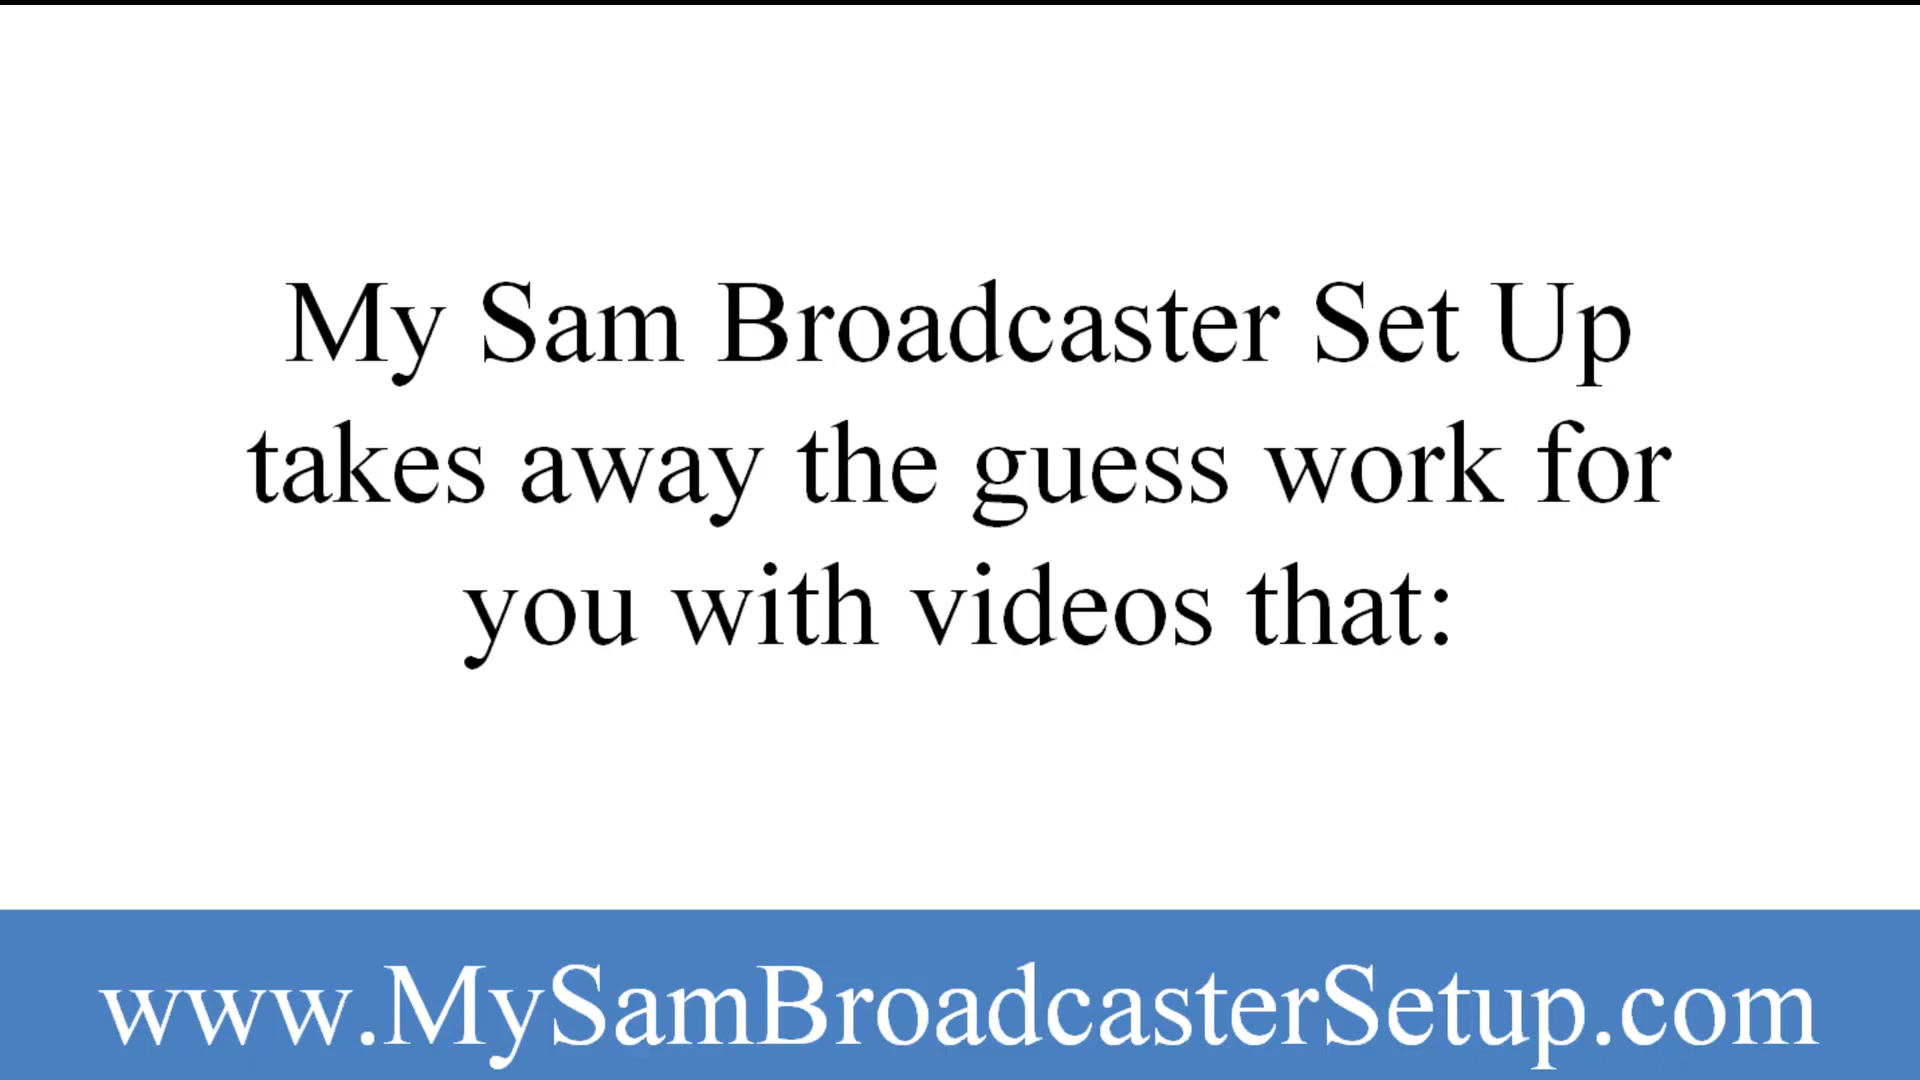 My Sam Broadcaster Set Up
takes away the guess work for
you with videos that:
www.MySamBroadcasterSetup.com